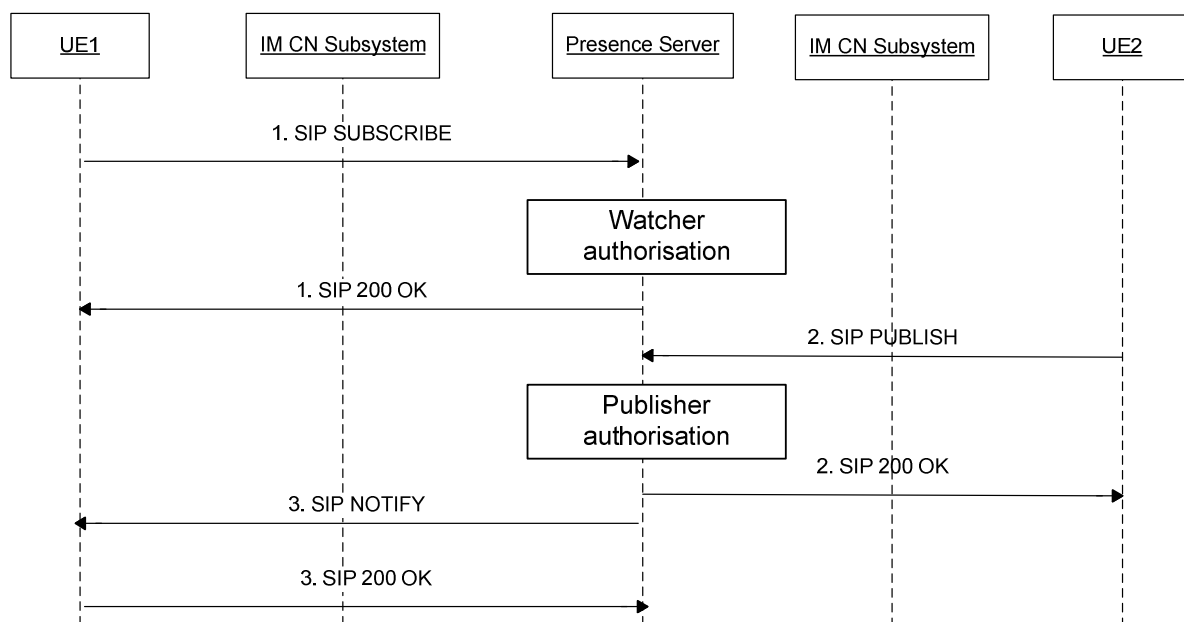 UE1
IM CN Subsystem
Presence Server
IM CN Subsystem
UE2
1. SIP SUBSCRIBE
Watcher
authorisation
1. SIP 200 OK
2. SIP PUBLISH
Publisher
authorisation
2. SIP 200 OK
3. SIP NOTIFY
3. SIP 200 OK